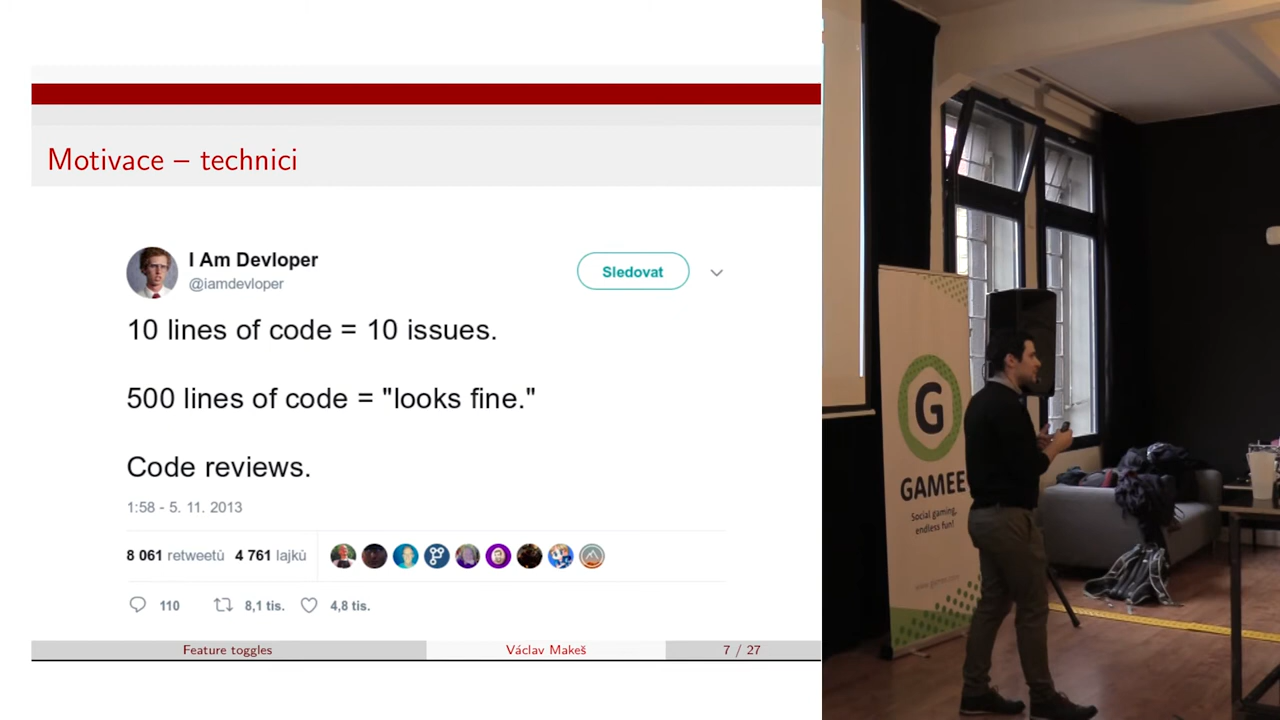 Motivace – technici
I Am Devloper
@iamdevloper
Sledovat
10 lines of code = 10 issues.
500 lines of code = "looks fine."
Code reviews.
1:58 - 5. 11. 2013
8 061 retweetů 4 761 lajků
110 8,1 tis. 4,8 tis.
Feature toggles Václav Makeš 7 / 27
G
GAMEE
Social gaming,
endless fun!